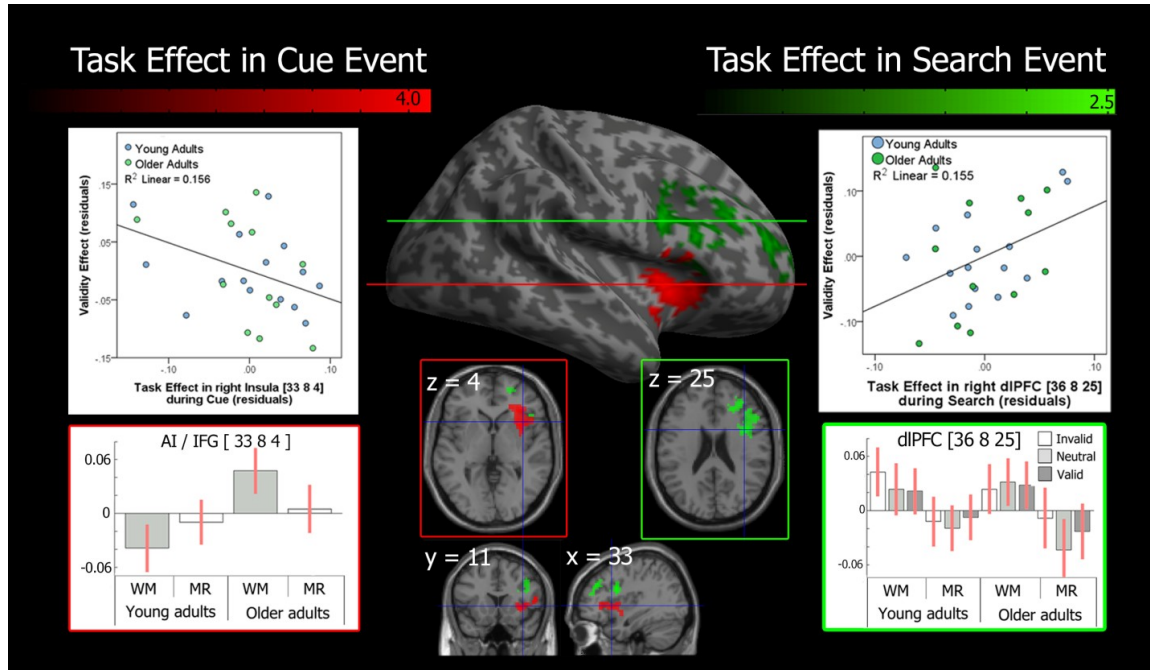 Task Effect in Cue Event
4.0
Young Adults
Older Adults
R² Linear = 0.156
Validity Effect (residuals)
.15
.05
-.05
-.15
-.10
.00
.10
Task Effect in right Insula [33 8 4]
during Cue (residuals)
AI / IFG [ 33 8 4 ]
0.06
0
-0.06
WM
MR
WM
MR
Young adults
Older adults
z = 4
z = 25
y = 11
x = 33
Task Effect in Search Event
2.5
Young Adults
Older Adults
R² Linear = 0.155
Validity Effect (residuals)
.10
.00
-.10
-.10
.00
.10
Task Effect in right dlPFC [36 8 25]
during Search (residuals)
dlPFC [36 8 25]
Invalid
Neutral
Valid
0.06
0
-0.06
WM
MR
WM
MR
Young adults
Older adults